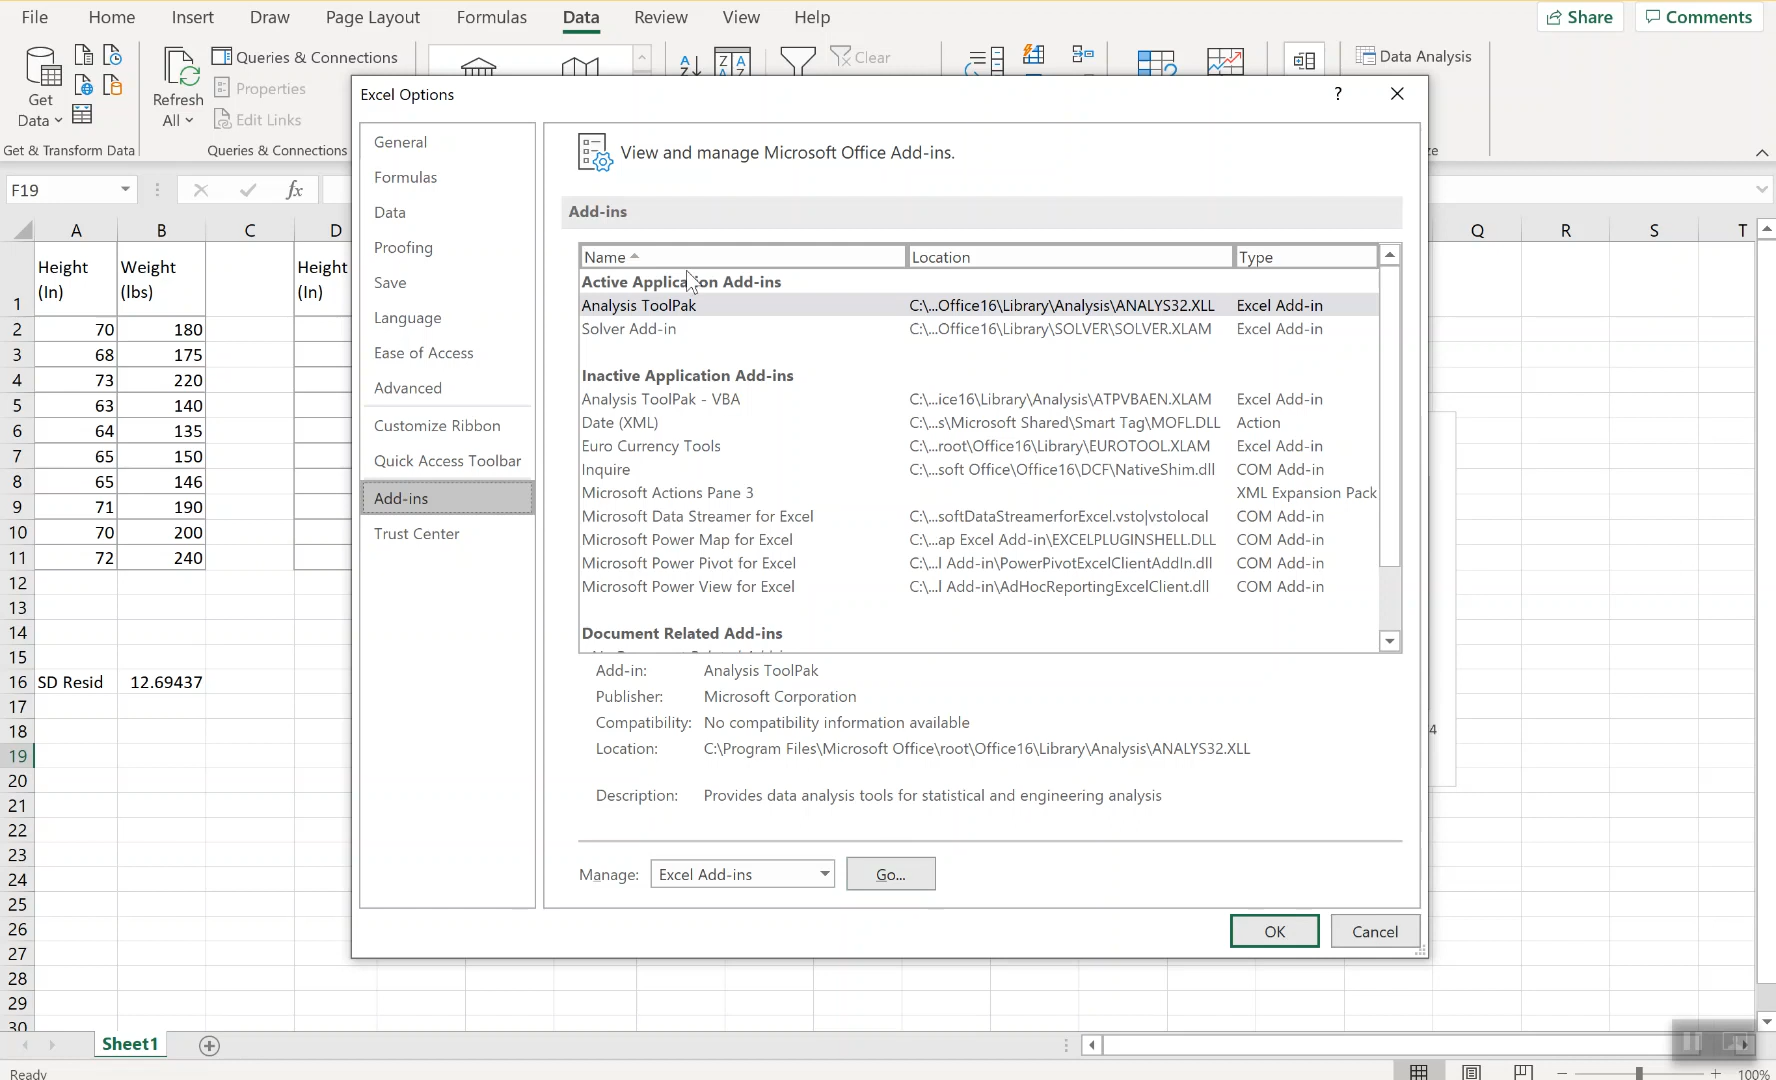 File Home Insert Draw Page Layout Formulas Data Review View Help Share Comments
Queries & Connections Clear Data Analysis
Get Data Refresh All Properties
Edit Links
Get & Transform Data Queries & Connections
F19 fx
Excel Options ?
General
Formulas
Data
Proofing
Save
Language
Ease of Access
Advanced
Customize Ribbon
Quick Access Toolbar
Add-ins
Trust Center
View and manage Microsoft Office Add-ins.
Add-ins
Name Location Type
Active Application Add-ins
Analysis ToolPak C:\...Office16\Library\Analysis\ANALYS32.XLL Excel Add-in
Solver Add-in C:\...Office16\Library\SOLVER\SOLVER.XLAM Excel Add-in
Inactive Application Add-ins
Analysis ToolPak - VBA C:\...ice16\Library\Analysis\ATPVBAEN.XLAM Excel Add-in
Date (XML) C:\...s\Microsoft Shared\Smart Tag\MOFL.DLL Action
Euro Currency Tools C:\...root\Office16\Library\EUROTOOL.XLAM Excel Add-in
Inquire C:\...soft Office\Office16\DCF\NativeShim.dll COM Add-in
Microsoft Actions Pane 3 XML Expansion Pack
Microsoft Data Streamer for Excel C:\...softDataStreamerforExcel.vsto|vstolocal COM Add-in
Microsoft Power Map for Excel C:\...ap Excel Add-in\EXCELPLUGINSHELL.DLL COM Add-in
Microsoft Power Pivot for Excel C:\...l Add-in\PowerPivotExcelClientAddIn.dll COM Add-in
Microsoft Power View for Excel C:\...l Add-in\AdHocReportingExcelClient.dll COM Add-in
Document Related Add-ins
Add-in: Analysis ToolPak
Publisher: Microsoft Corporation
Compatibility: No compatibility information available
Location: C:\Program Files\Microsoft Office\root\Office16\Library\Analysis\ANALYS32.XLL
Description: Provides data analysis tools for statistical and engineering analysis
Manage: Excel Add-ins Go...
OK Cancel
A B C D Q R S T
1 Height (In) Weight (lbs) Height (In)
2 70 180
3 68 175
4 73 220
5 63 140
6 64 135
7 65 150
8 65 146
9 71 190
10 70 200
11 72 240
12
13
14
15
16 SD Resid 12.69437
17
18
19
20
21
22
23
24
25
26
27
28
29
30
4
Sheet1
Ready 100%